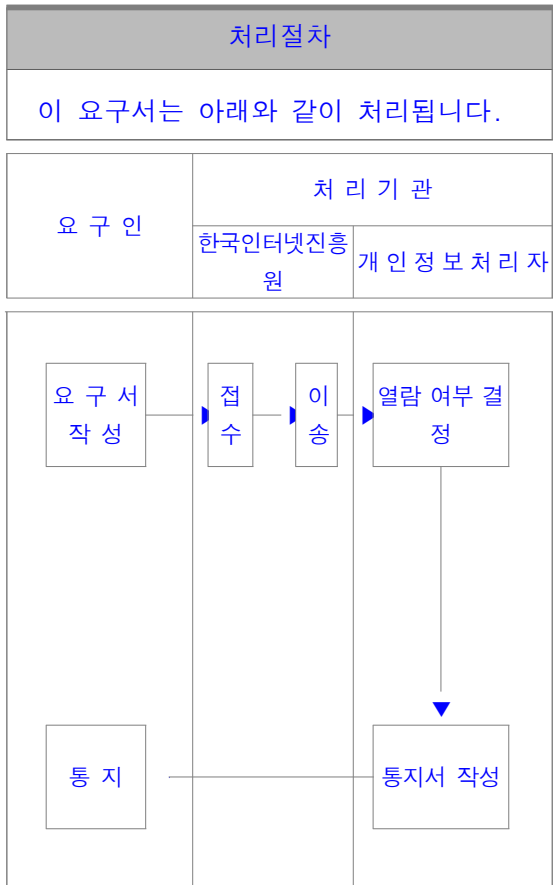 처리절차
이 요구서는 아래와 같이 처리됩니다.
요 구 인
처 리 기 관
한국인터넷진흥
원
개 인 정 보 처 리 자
요 구 서
작 성
접
수
이
송
열람 여부 결
정
통 지
통지서 작성